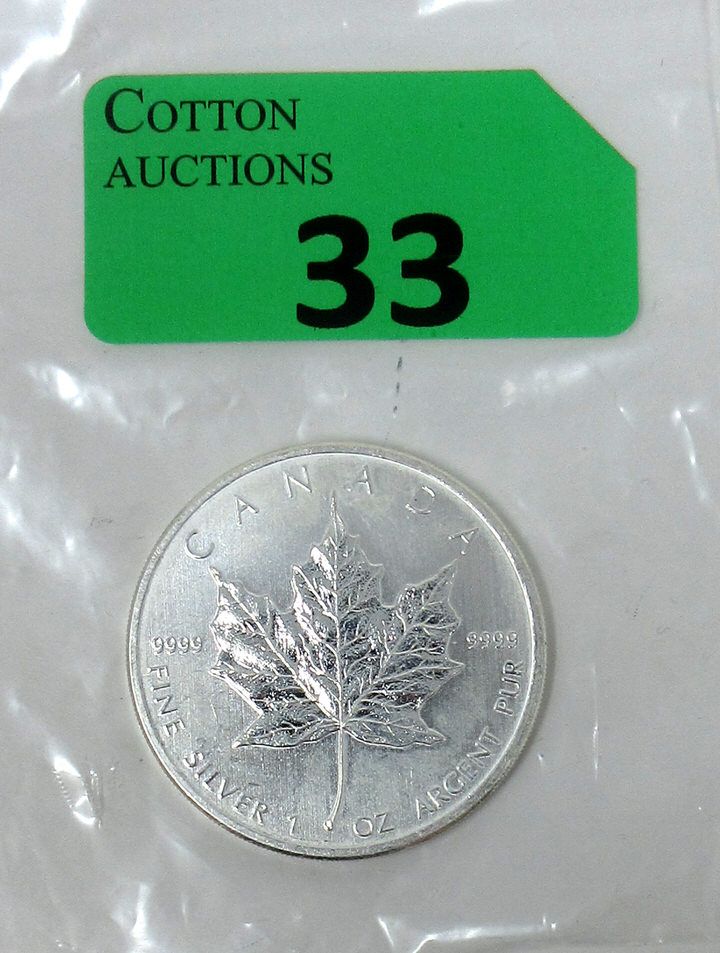 COTTON
AUCTIONS
33
CANADA
9999 9999
FINE SILVER 1 OZ ARGENT PUR